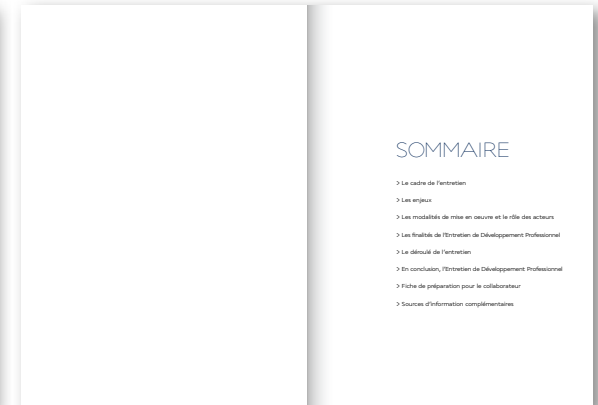 SOMMAIRE
> Le cadre de l'entretien
> Les enjeux
> Les modalités de mise en oeuvre et le rôle des acteurs
> Les finalités de l'Entretien de Développement Professionnel
> Le déroulé de l'entretien
> En conclusion, l'Entretien de Développement Professionnel
> Fiche de préparation pour le collaborateur
> Sources d'information complémentaires